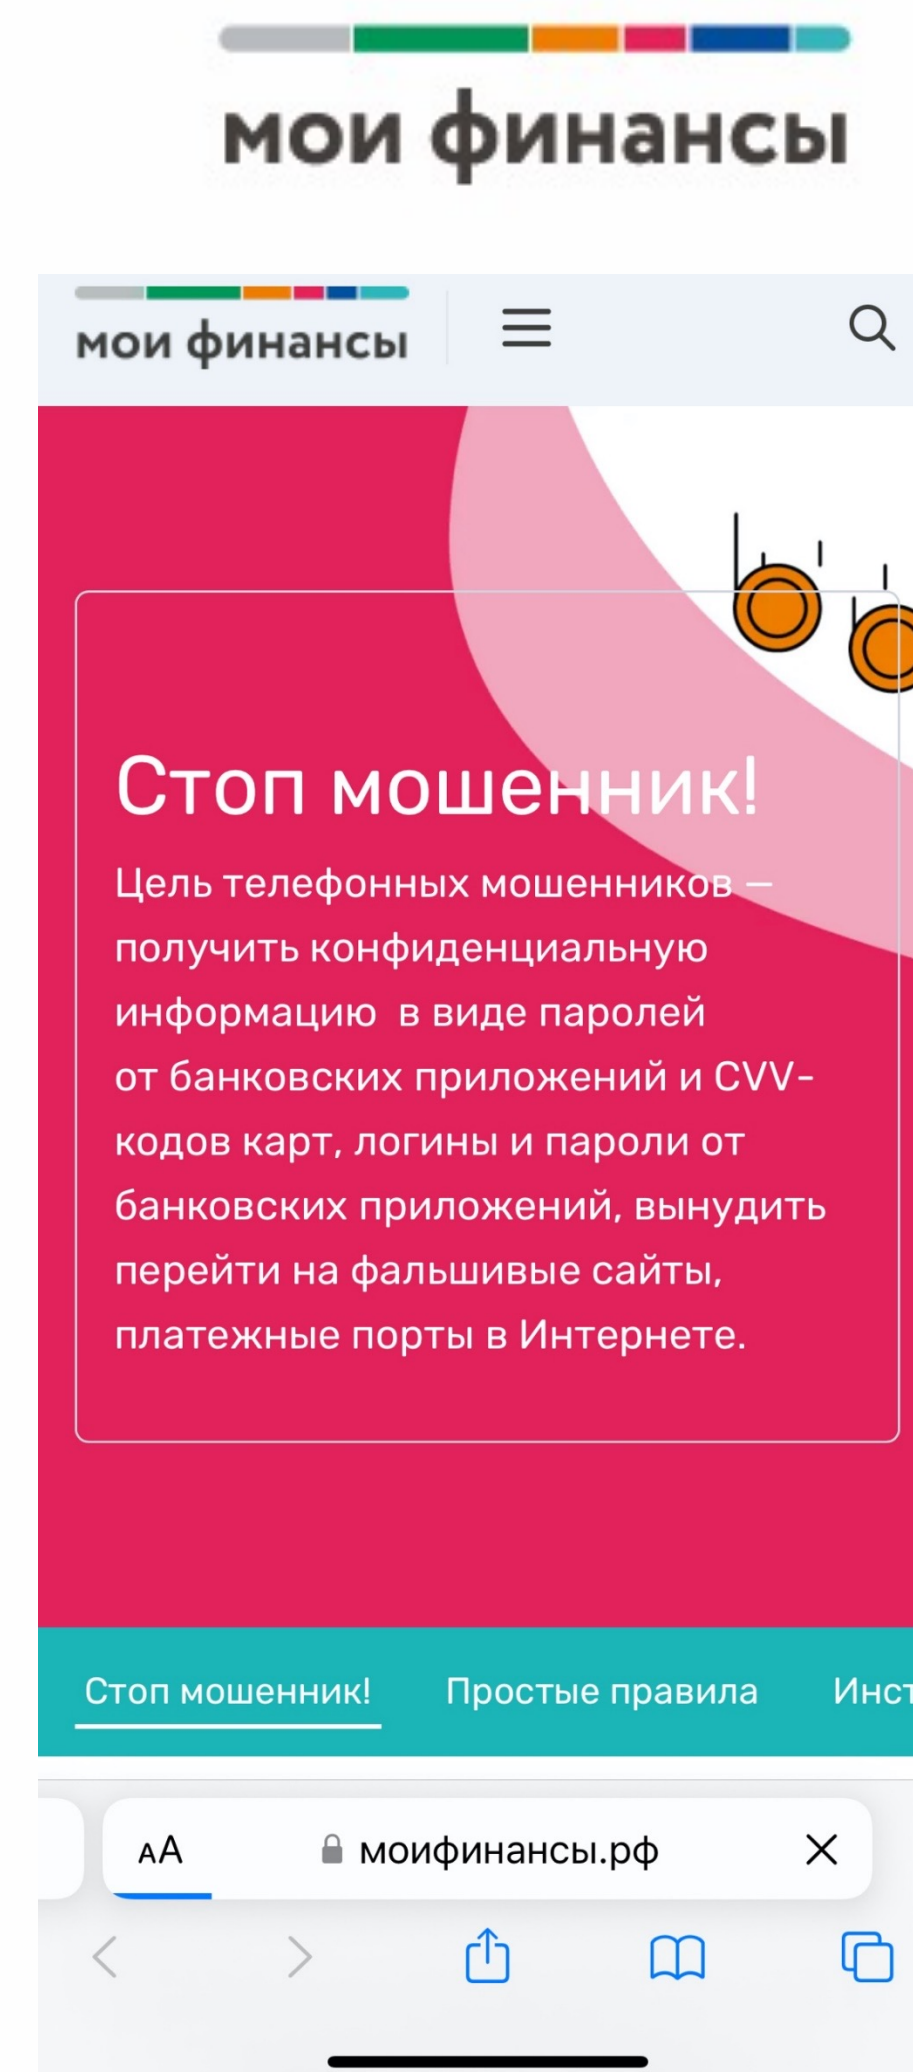 мои финансы
мои финансы
Стоп мошенник!
Цель телефонных мошенников —
получить конфиденциальную
информацию в виде паролей
от банковских приложений и CVV-
кодов карт, логины и пароли от
банковских приложений, вынудить
перейти на фальшивые сайты,
платежные порты в Интернете.
Стоп мошенник! Простые правила
AA моифинансы.рф